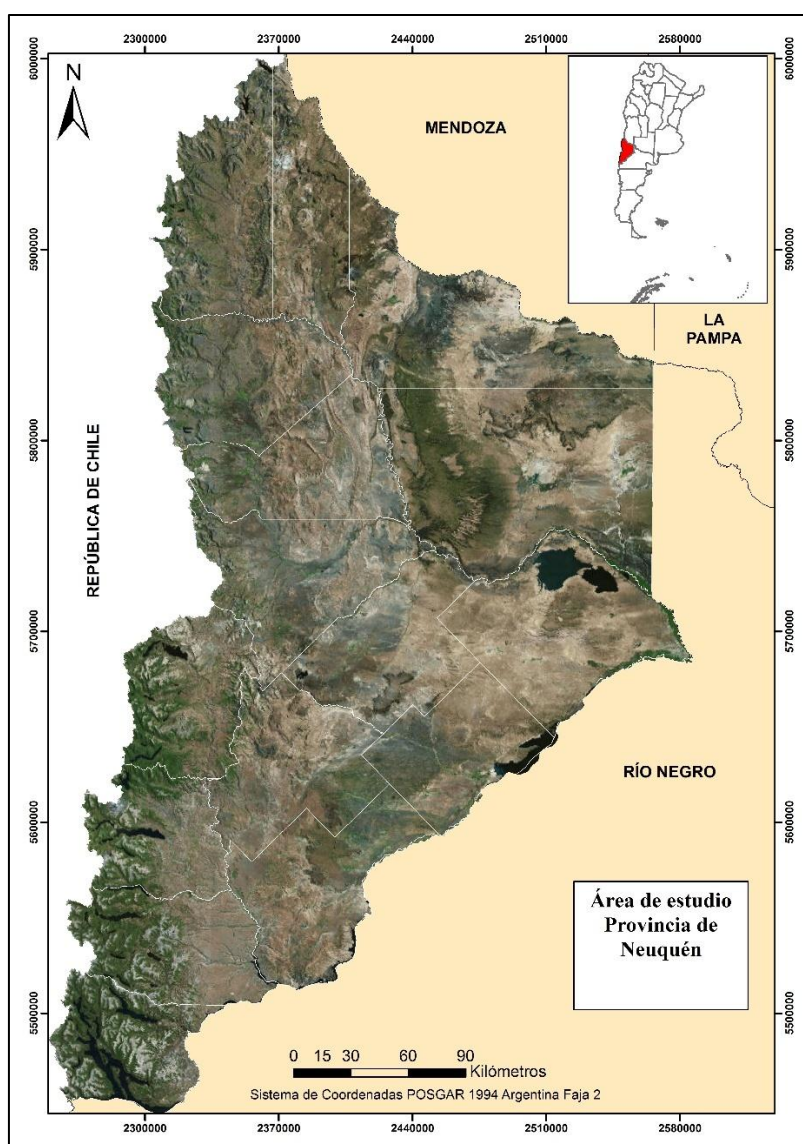 2300000 2370000 2440000 2510000 2580000
6000000 6000000
N
MENDOZA
5900000 5900000
LA
PAMPA
REPÚBLICA DE CHILE
5800000 5800000
5700000 5700000
RÍO NEGRO
5600000 5600000
Área de estudio
Provincia de
Neuquén
5500000 5500000
0 15 30 60 90
Kilómetros
Sistema de Coordenadas POSGAR 1994 Argentina Faja 2
2300000 2370000 2440000 2510000 2580000